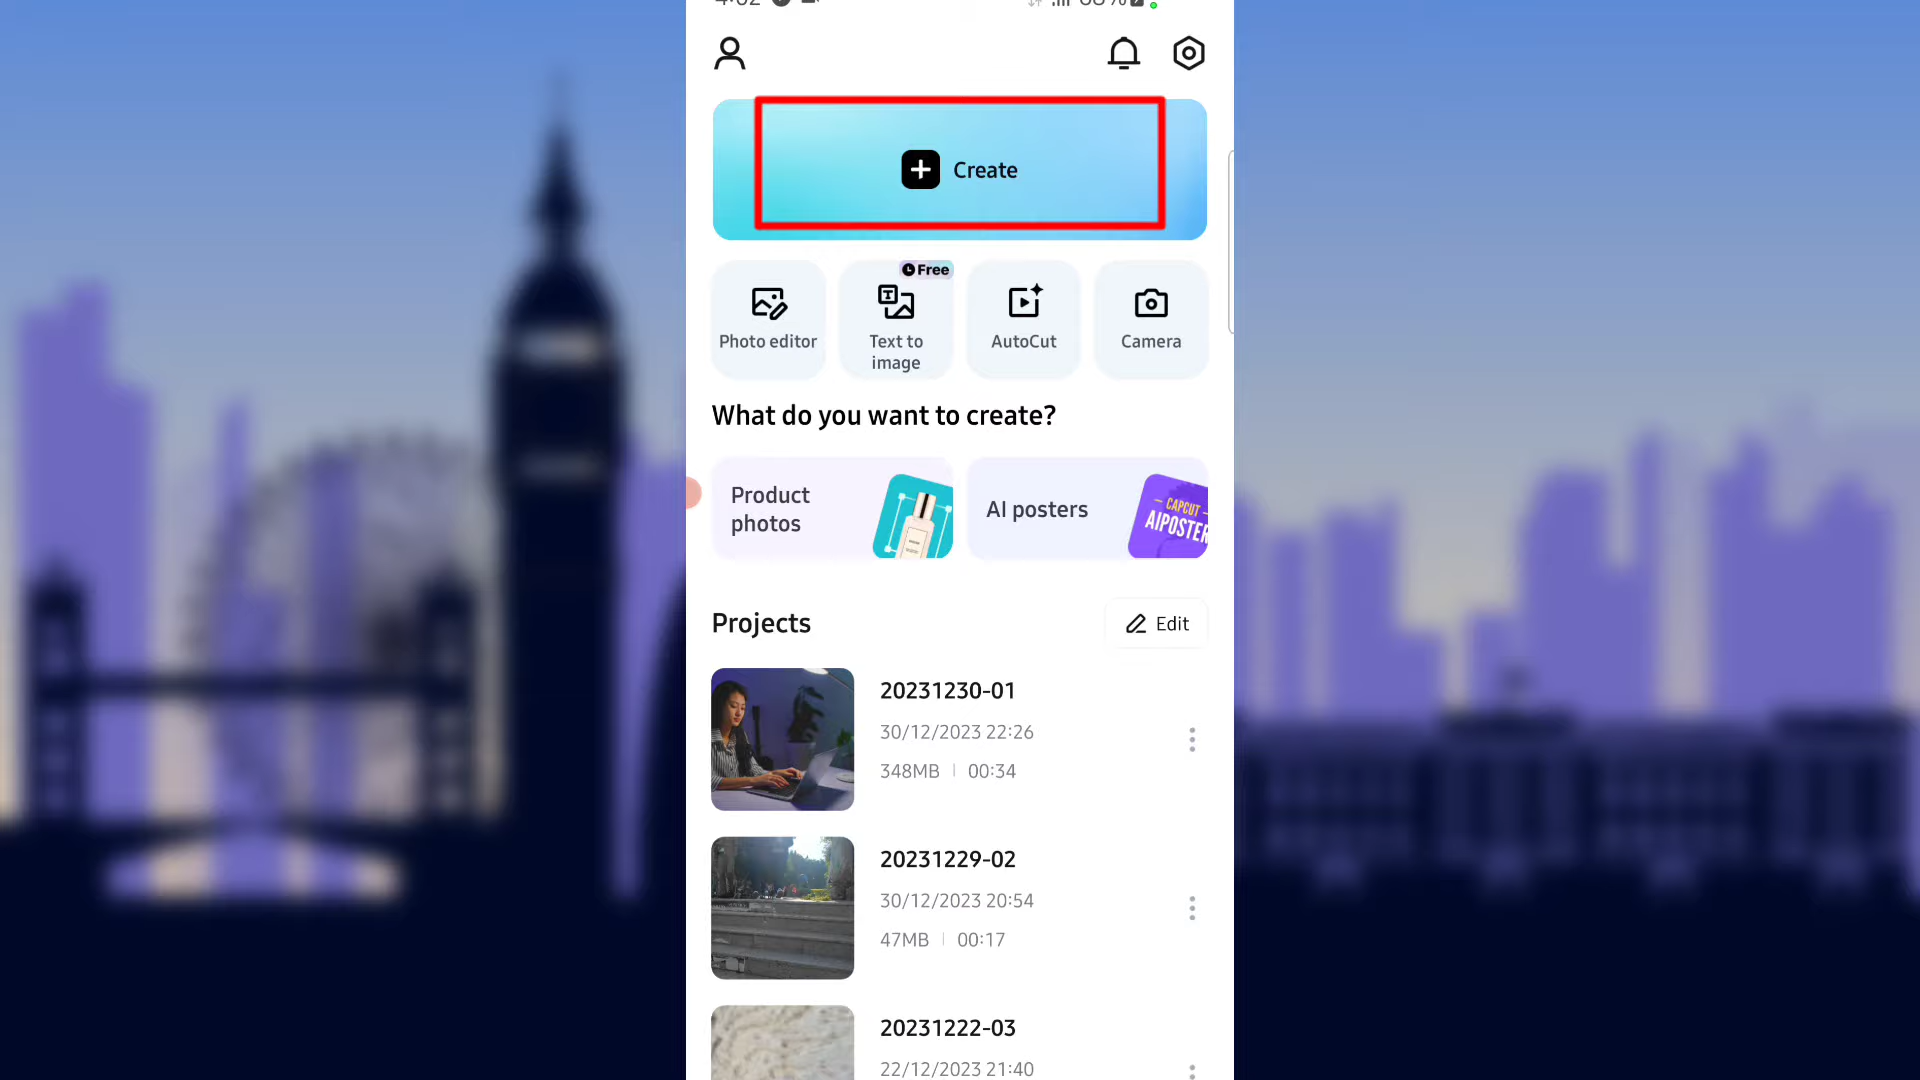 Create
Free
Photo editor
Text to
image
AutoCut
Camera
What do you want to create?
Product
photos
AI posters
CAPCUT
AIPOSTER
Projects
Edit
20231230-01
30/12/2023 22:26
348MB | 00:34
20231229-02
30/12/2023 20:54
47MB | 00:17
20231222-03
22/12/2023 21:40